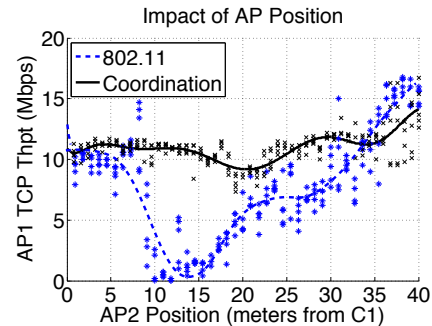 Impact of AP Position
20
15
10
5
0
AP1 TCP Thpt (Mbps)
802.11
Coordination
0 5 10 15 20 25 30 35 40
AP2 Position (meters from C1)